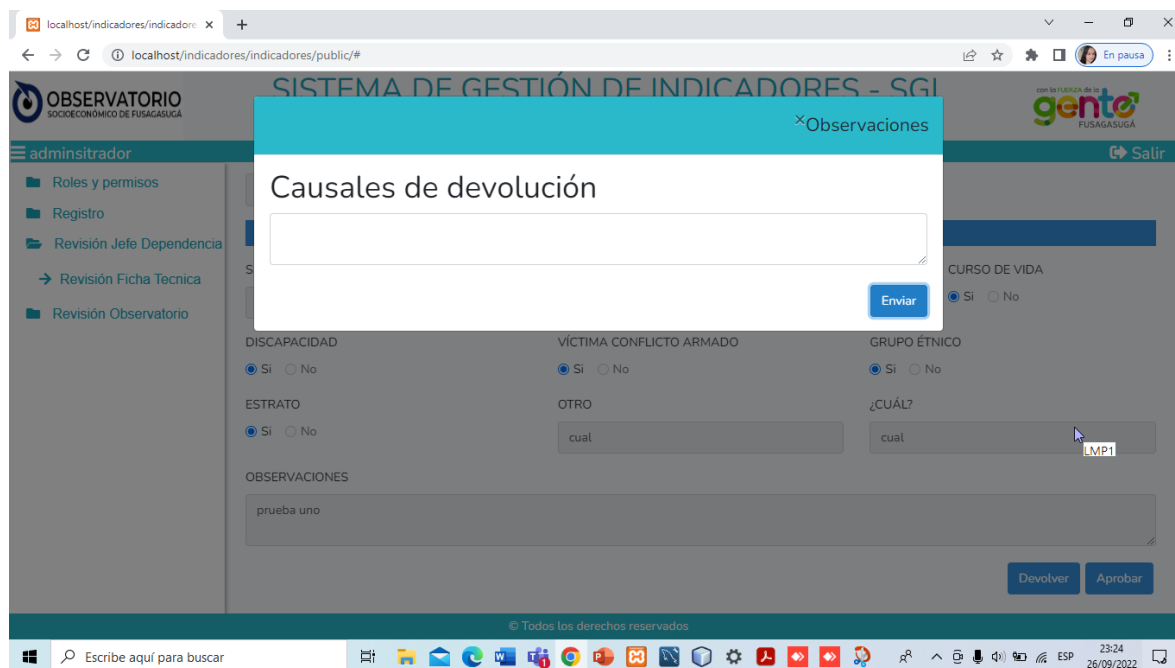 localhost/indicadores/indicadore
localhost/indicadores/indicadores/public/#
En pausa
OBSERVATORIO
SOCIOECONÓMICO DE FUSAGASUGÁ
SISTEMA DE GESTIÓN DE INDICADORES - SGI
con la FUERZA de la
gente
FUSAGASUGÁ
adminsitrador
Salir
Roles y permisos
Registro
Revisión Jefe Dependencia
Revisión Ficha Tecnica
Revisión Observatorio
×Observaciones
Causales de devolución
Enviar
S
CURSO DE VIDA
Si No
DISCAPACIDAD VÍCTIMA CONFLICTO ARMADO GRUPO ÉTNICO
Si No Si No Si No
ESTRATO OTRO ¿CUÁL?
Si No cual cual
LMP1
OBSERVACIONES
prueba uno
Devolver Aprobar
© Todos los derechos reservados
Escribe aquí para buscar
ESP
23:24
26/09/2022